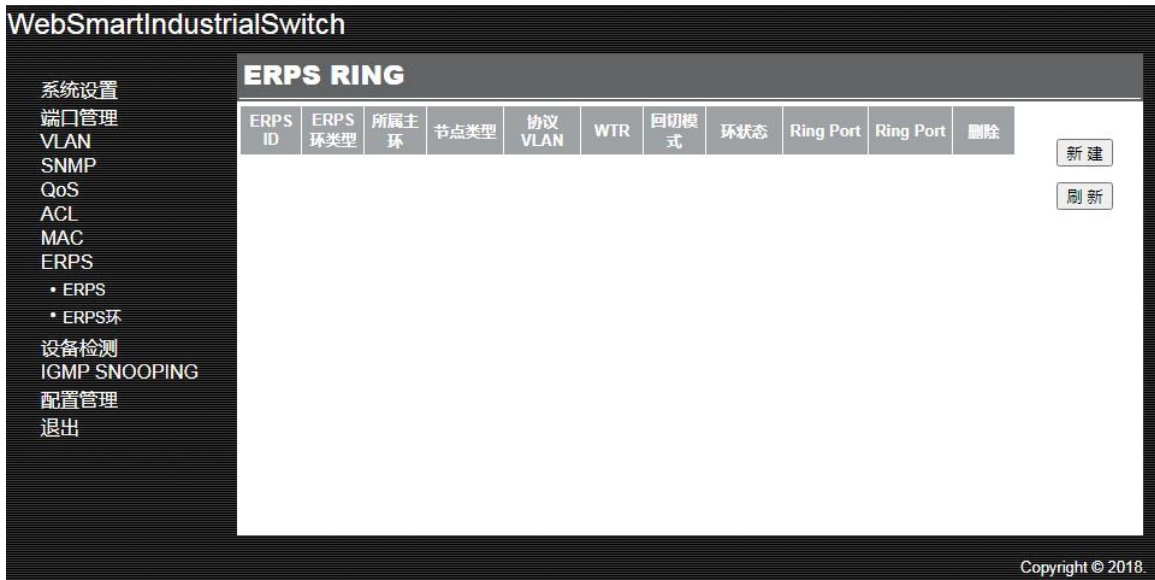 WebSmartIndustrialSwitch
系统设置
端口管理
VLAN
SNMP
QoS
ACL
MAC
ERPS
• ERPS
• ERPS环
设备检测
IGMP SNOOPING
配置管理
退出
ERPS RING
ERPS ID
ERPS 环类型
所属主环
节点类型
协议 VLAN
WTR
回切模式
环状态
Ring Port
Ring Port
删除
新 建
刷 新
Copyright © 2018.